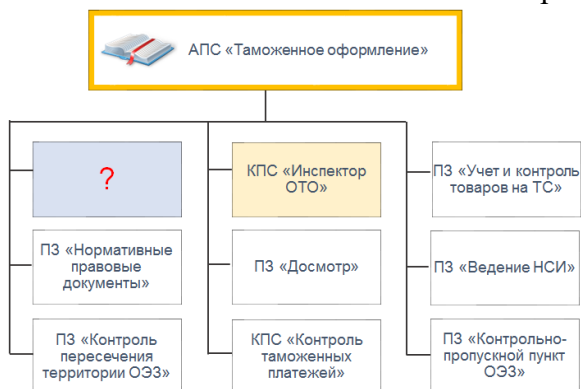 АПС «Таможенное оформление»
?
КПС «Инспектор
ОТО»
ПЗ «Учет и контроль
товаров на ТС»
ПЗ «Нормативные
правовые
документы»
ПЗ «Досмотр»
ПЗ «Ведение НСИ»
ПЗ «Контроль
пересечения
территории ОЭЗ»
КПС «Контроль
таможенных
платежей»
ПЗ «Контрольно-
пропускной пункт
ОЭЗ»